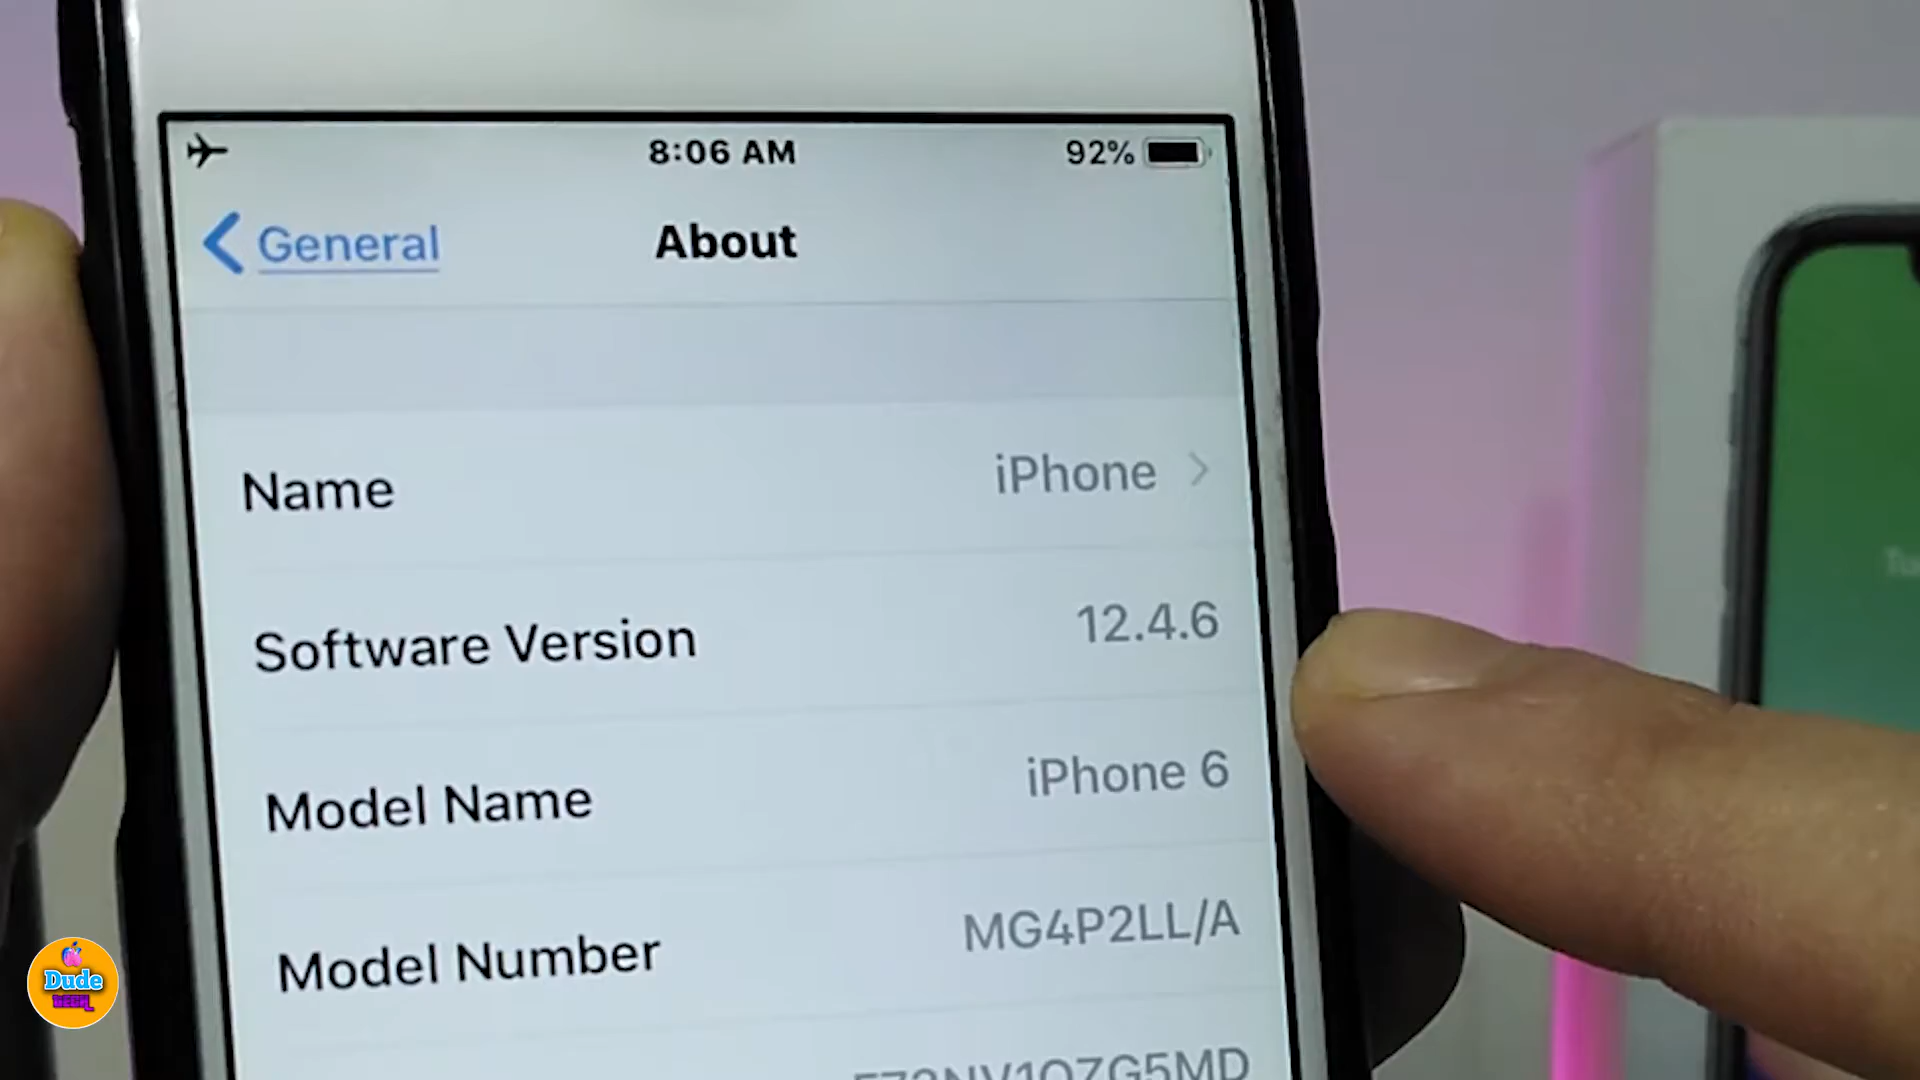 8:06 AM 92%
General About
Name iPhone
Software Version 12.4.6
Model Name iPhone 6
Model Number MG4P2LL/A
Dude
TECH